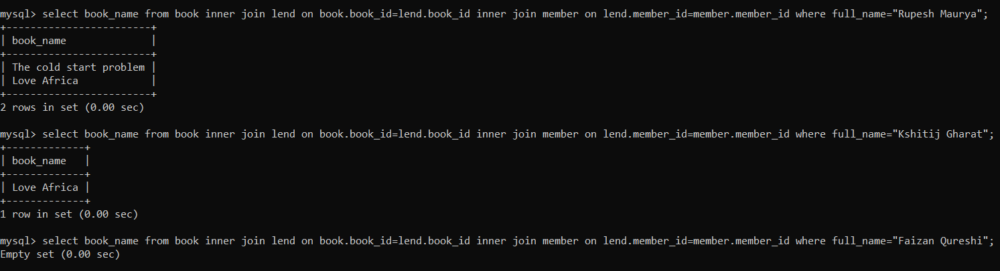 mysql> select book_name from book inner join lend on book.book_id=lend.book_id inner join member on lend.member_id=member.member_id where full_name="Rupesh Maurya";
+------------------------+
| book_name              |
+------------------------+
| The cold start problem |
| Love Africa            |
+------------------------+
2 rows in set (0.00 sec)
mysql> select book_name from book inner join lend on book.book_id=lend.book_id inner join member on lend.member_id=member.member_id where full_name="Kshitij Gharat";
+-------------+
| book_name   |
+-------------+
| Love Africa |
+-------------+
1 row in set (0.00 sec)
mysql> select book_name from book inner join lend on book.book_id=lend.book_id inner join member on lend.member_id=member.member_id where full_name="Faizan Qureshi";
Empty set (0.00 sec)